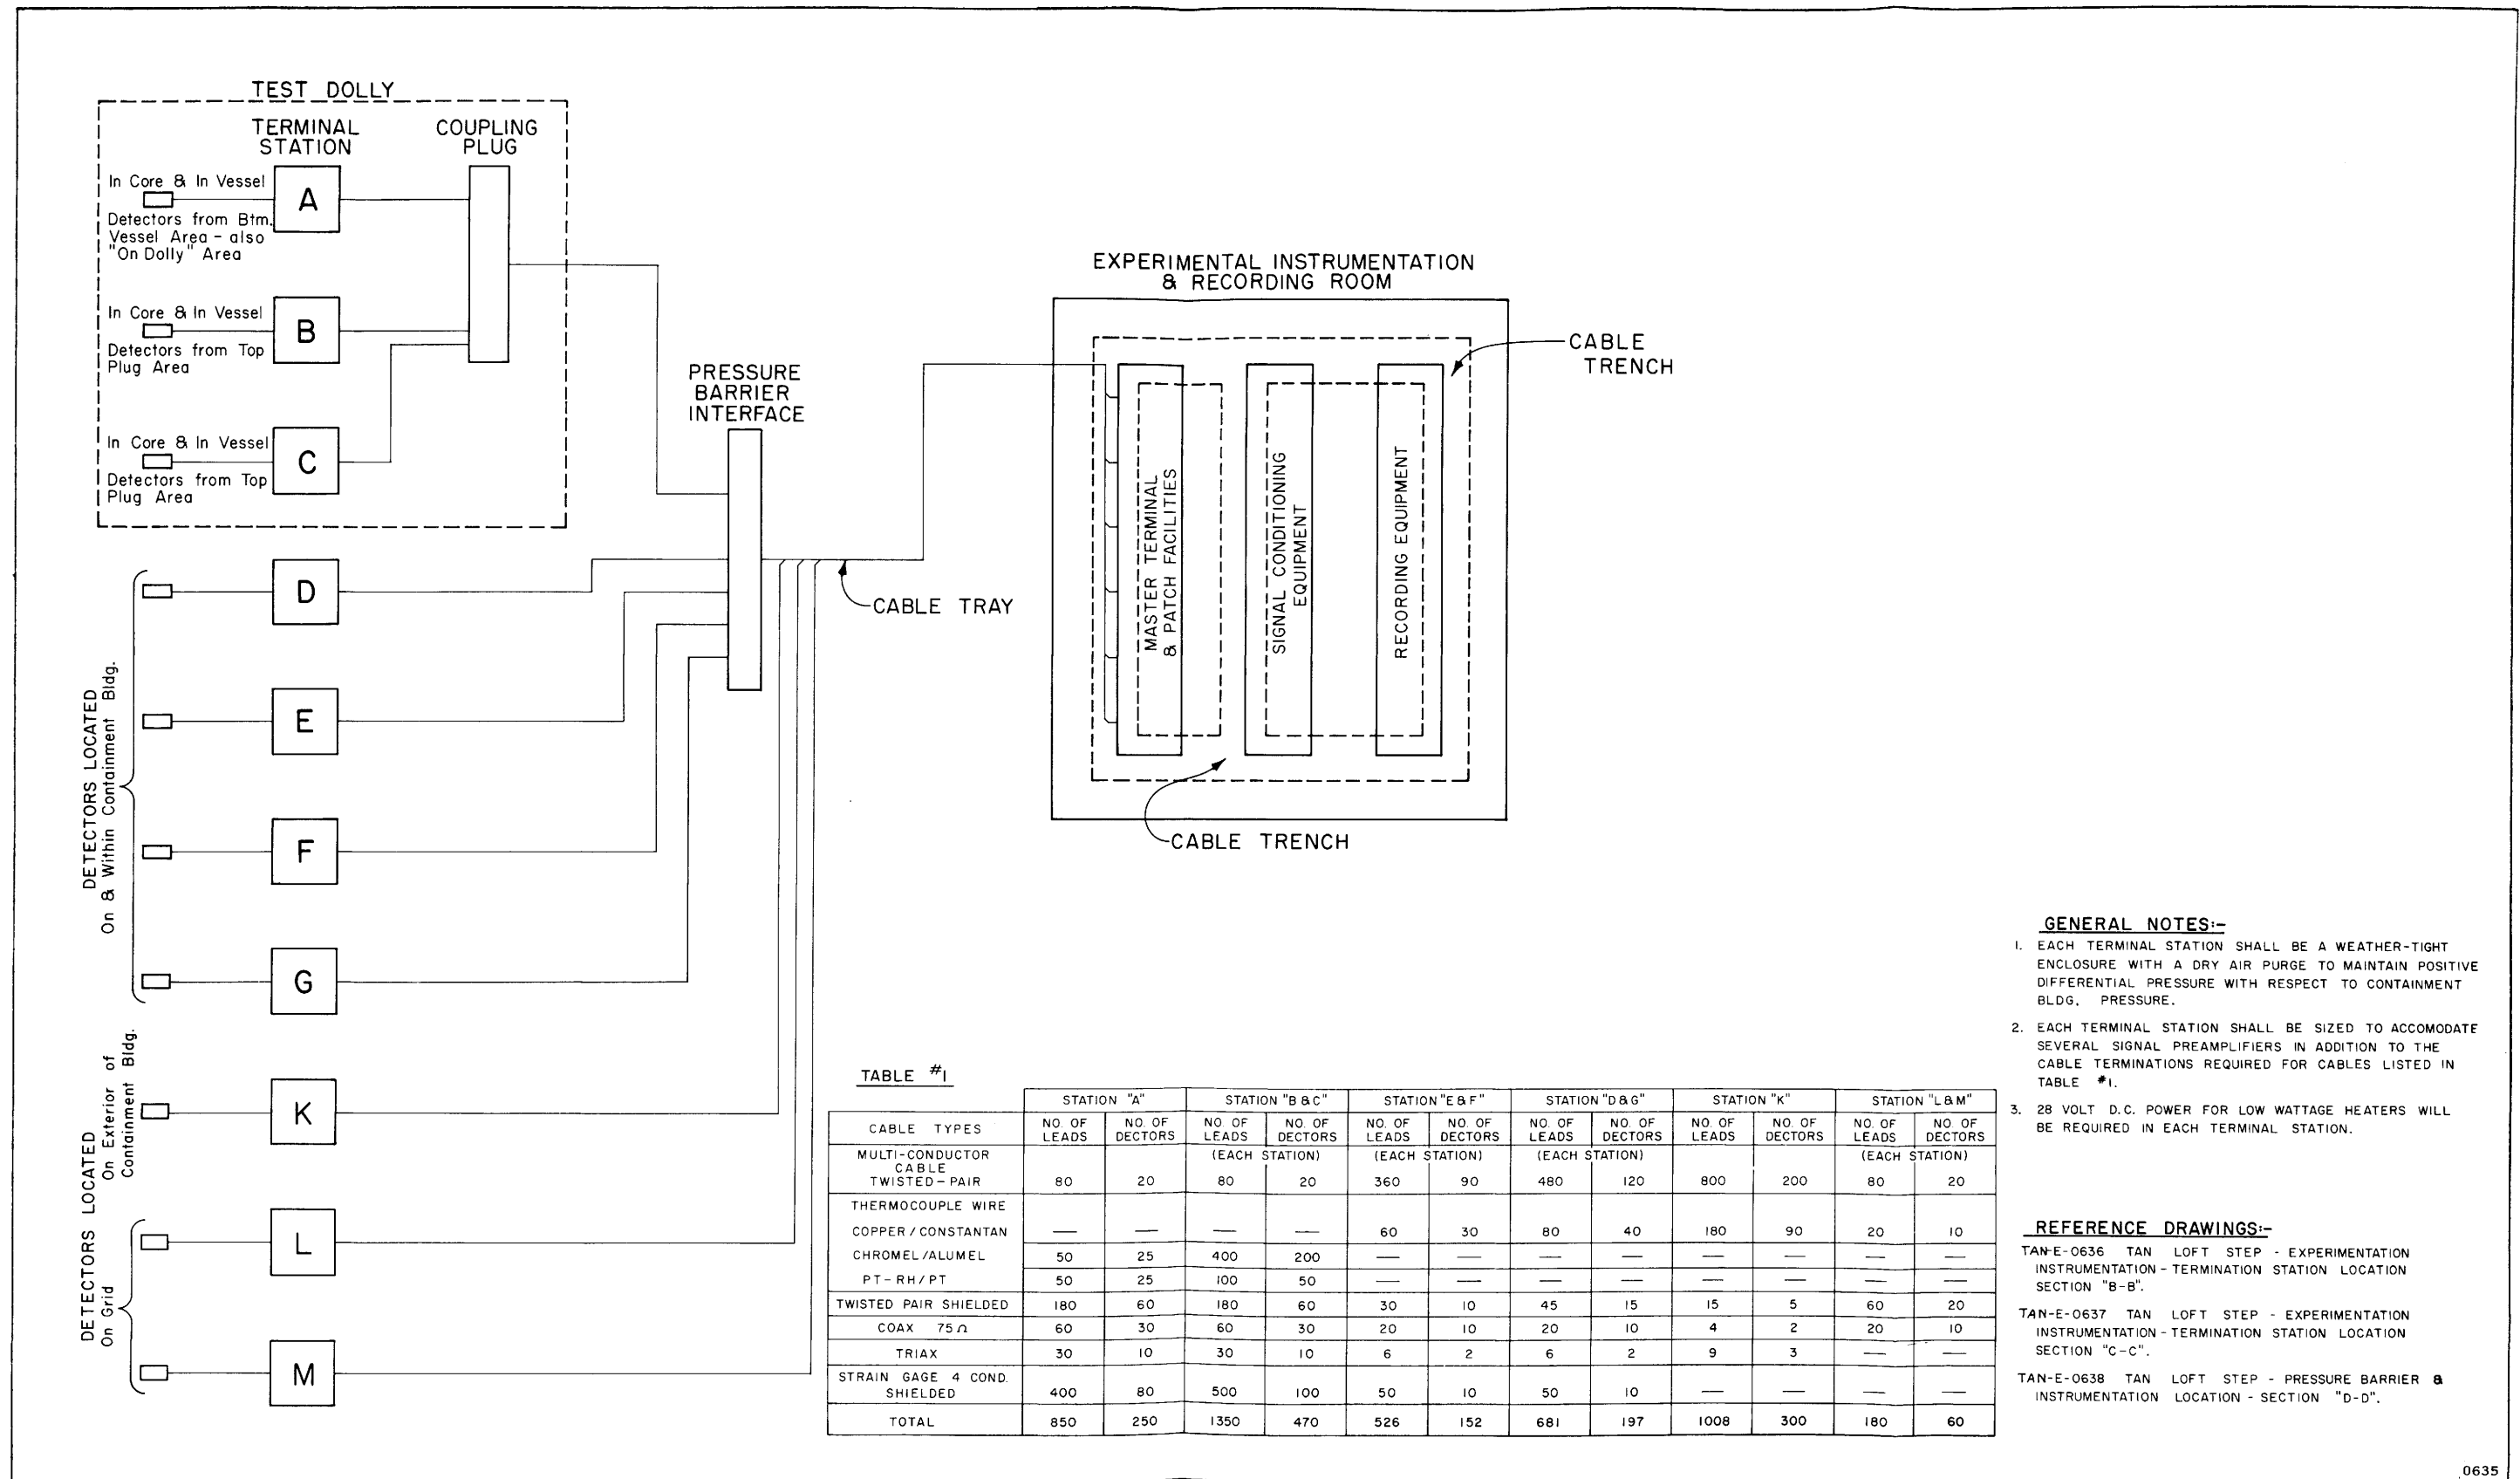 TEST DOLLY
TERMINAL
STATION
COUPLING
PLUG
In Core & In Vessel
A
Detectors from Btm.
Vessel Area - also
"On Dolly" Area
In Core & In Vessel
B
Detectors from Top
Plug Area
In Core & In Vessel
C
Detectors from Top
Plug Area
PRESSURE
BARRIER
INTERFACE
DETECTORS LOCATED
On & Within Containment Bldg.
D
E
F
G
DETECTORS LOCATED
On Exterior of
Containment Bldg.
On Grid
K
L
M
CABLE TRAY
EXPERIMENTAL INSTRUMENTATION
& RECORDING ROOM
MASTER TERMINAL
& PATCH FACILITIES
SIGNAL CONDITIONING
EQUIPMENT
RECORDING EQUIPMENT
CABLE
TRENCH
CABLE TRENCH
TABLE #1
STATION "A" STATION "B & C" STATION "E & F" STATION "D & G" STATION "K" STATION "L & M"
CABLE TYPES NO. OF LEADS NO. OF DECTORS NO. OF LEADS NO. OF DECTORS NO. OF LEADS NO. OF DECTORS NO. OF LEADS NO. OF DECTORS NO. OF LEADS NO. OF DECTORS NO. OF LEADS NO. OF DECTORS
MULTI-CONDUCTOR (EACH STATION) (EACH STATION) (EACH STATION) (EACH STATION)
CABLE
TWISTED-PAIR 80 20 80 20 360 90 480 120 800 200 80 20
THERMOCOUPLE WIRE
COPPER / CONSTANTAN — — — — 60 30 80 40 180 90 20 10
CHROMEL /ALUMEL 50 25 400 200 — — — — — — — —
PT-RH/PT 50 25 100 50 — — — — — — — —
TWISTED PAIR SHIELDED 180 60 180 60 30 10 45 15 15 5 60 20
COAX 75Ω 60 30 60 30 20 10 20 10 4 2 20 10
TRIAX 30 10 30 10 6 2 6 2 9 3 — —
STRAIN GAGE 4 COND.
SHIELDED 400 80 500 100 50 10 50 10 — — — —
TOTAL 850 250 1350 470 526 152 681 197 1008 300 180 60
GENERAL NOTES:-
1. EACH TERMINAL STATION SHALL BE A WEATHER-TIGHT
ENCLOSURE WITH A DRY AIR PURGE TO MAINTAIN POSITIVE
DIFFERENTIAL PRESSURE WITH RESPECT TO CONTAINMENT
BLDG. PRESSURE.
2. EACH TERMINAL STATION SHALL BE SIZED TO ACCOMODATE
SEVERAL SIGNAL PREAMPLIFIERS IN ADDITION TO THE
CABLE TERMINATIONS REQUIRED FOR CABLES LISTED IN
TABLE #1.
3. 28 VOLT D.C. POWER FOR LOW WATTAGE HEATERS WILL
BE REQUIRED IN EACH TERMINAL STATION.
REFERENCE DRAWINGS:-
TAN-E-0636 TAN LOFT STEP - EXPERIMENTATION
INSTRUMENTATION - TERMINATION STATION LOCATION
SECTION "B-B".
TAN-E-0637 TAN LOFT STEP - EXPERIMENTATION
INSTRUMENTATION - TERMINATION STATION LOCATION
SECTION "C-C".
TAN-E-0638 TAN LOFT STEP - PRESSURE BARRIER &
INSTRUMENTATION LOCATION - SECTION "D-D".
0635